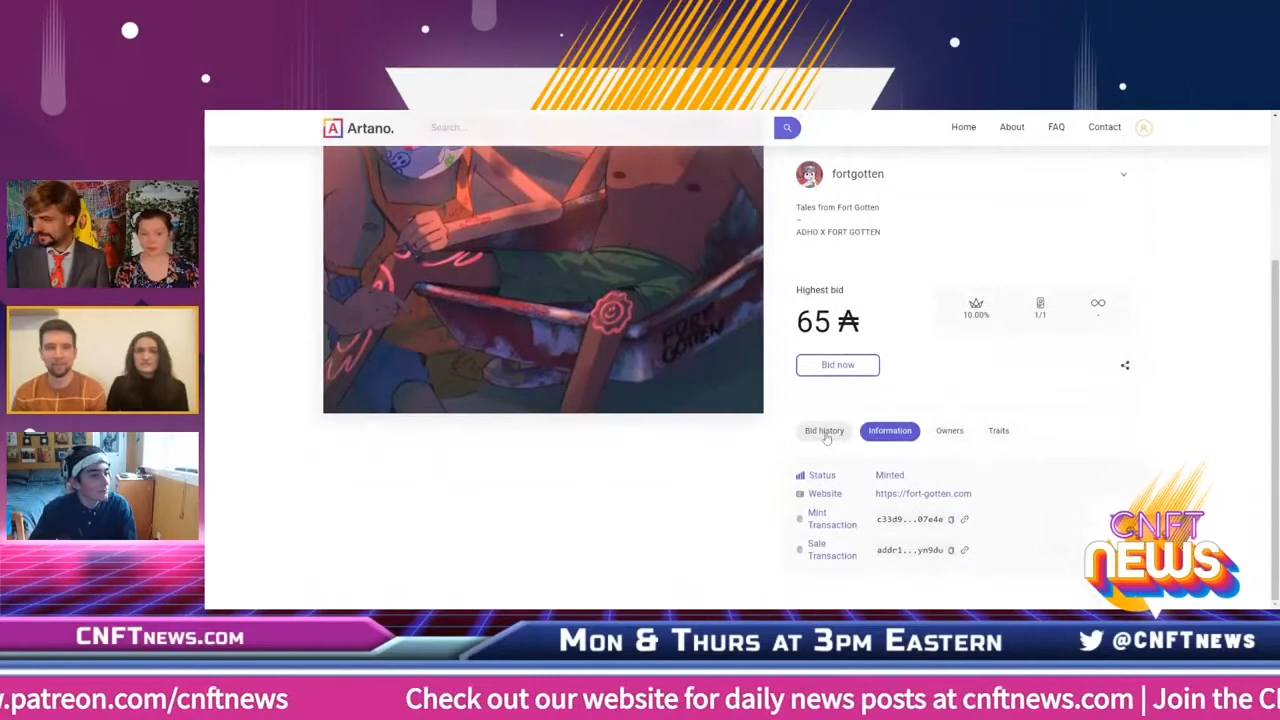 A Artano.
Search...
Home
About
FAQ
Contact
fortgotten
Tales from Fort Gotten
~
ADHO X FORT GOTTEN
Highest bid
65 ₳
10.00%
1/1
-
Bid now
FORT
GOTTEN
Bid history
Information
Owners
Traits
Status
Minted
Website
https://fort-gotten.com
Mint
Transaction
c33d9...07e4e
Sale
Transaction
addr1...yn9du
CNFT
NEWS
CNFTNEWS.COM
MON & THURS AT 3PM EASTERN
@CNFTNEWS
.patreon.com/cnftnews
Check out our website for daily news posts at cnftnews.com | Join the C